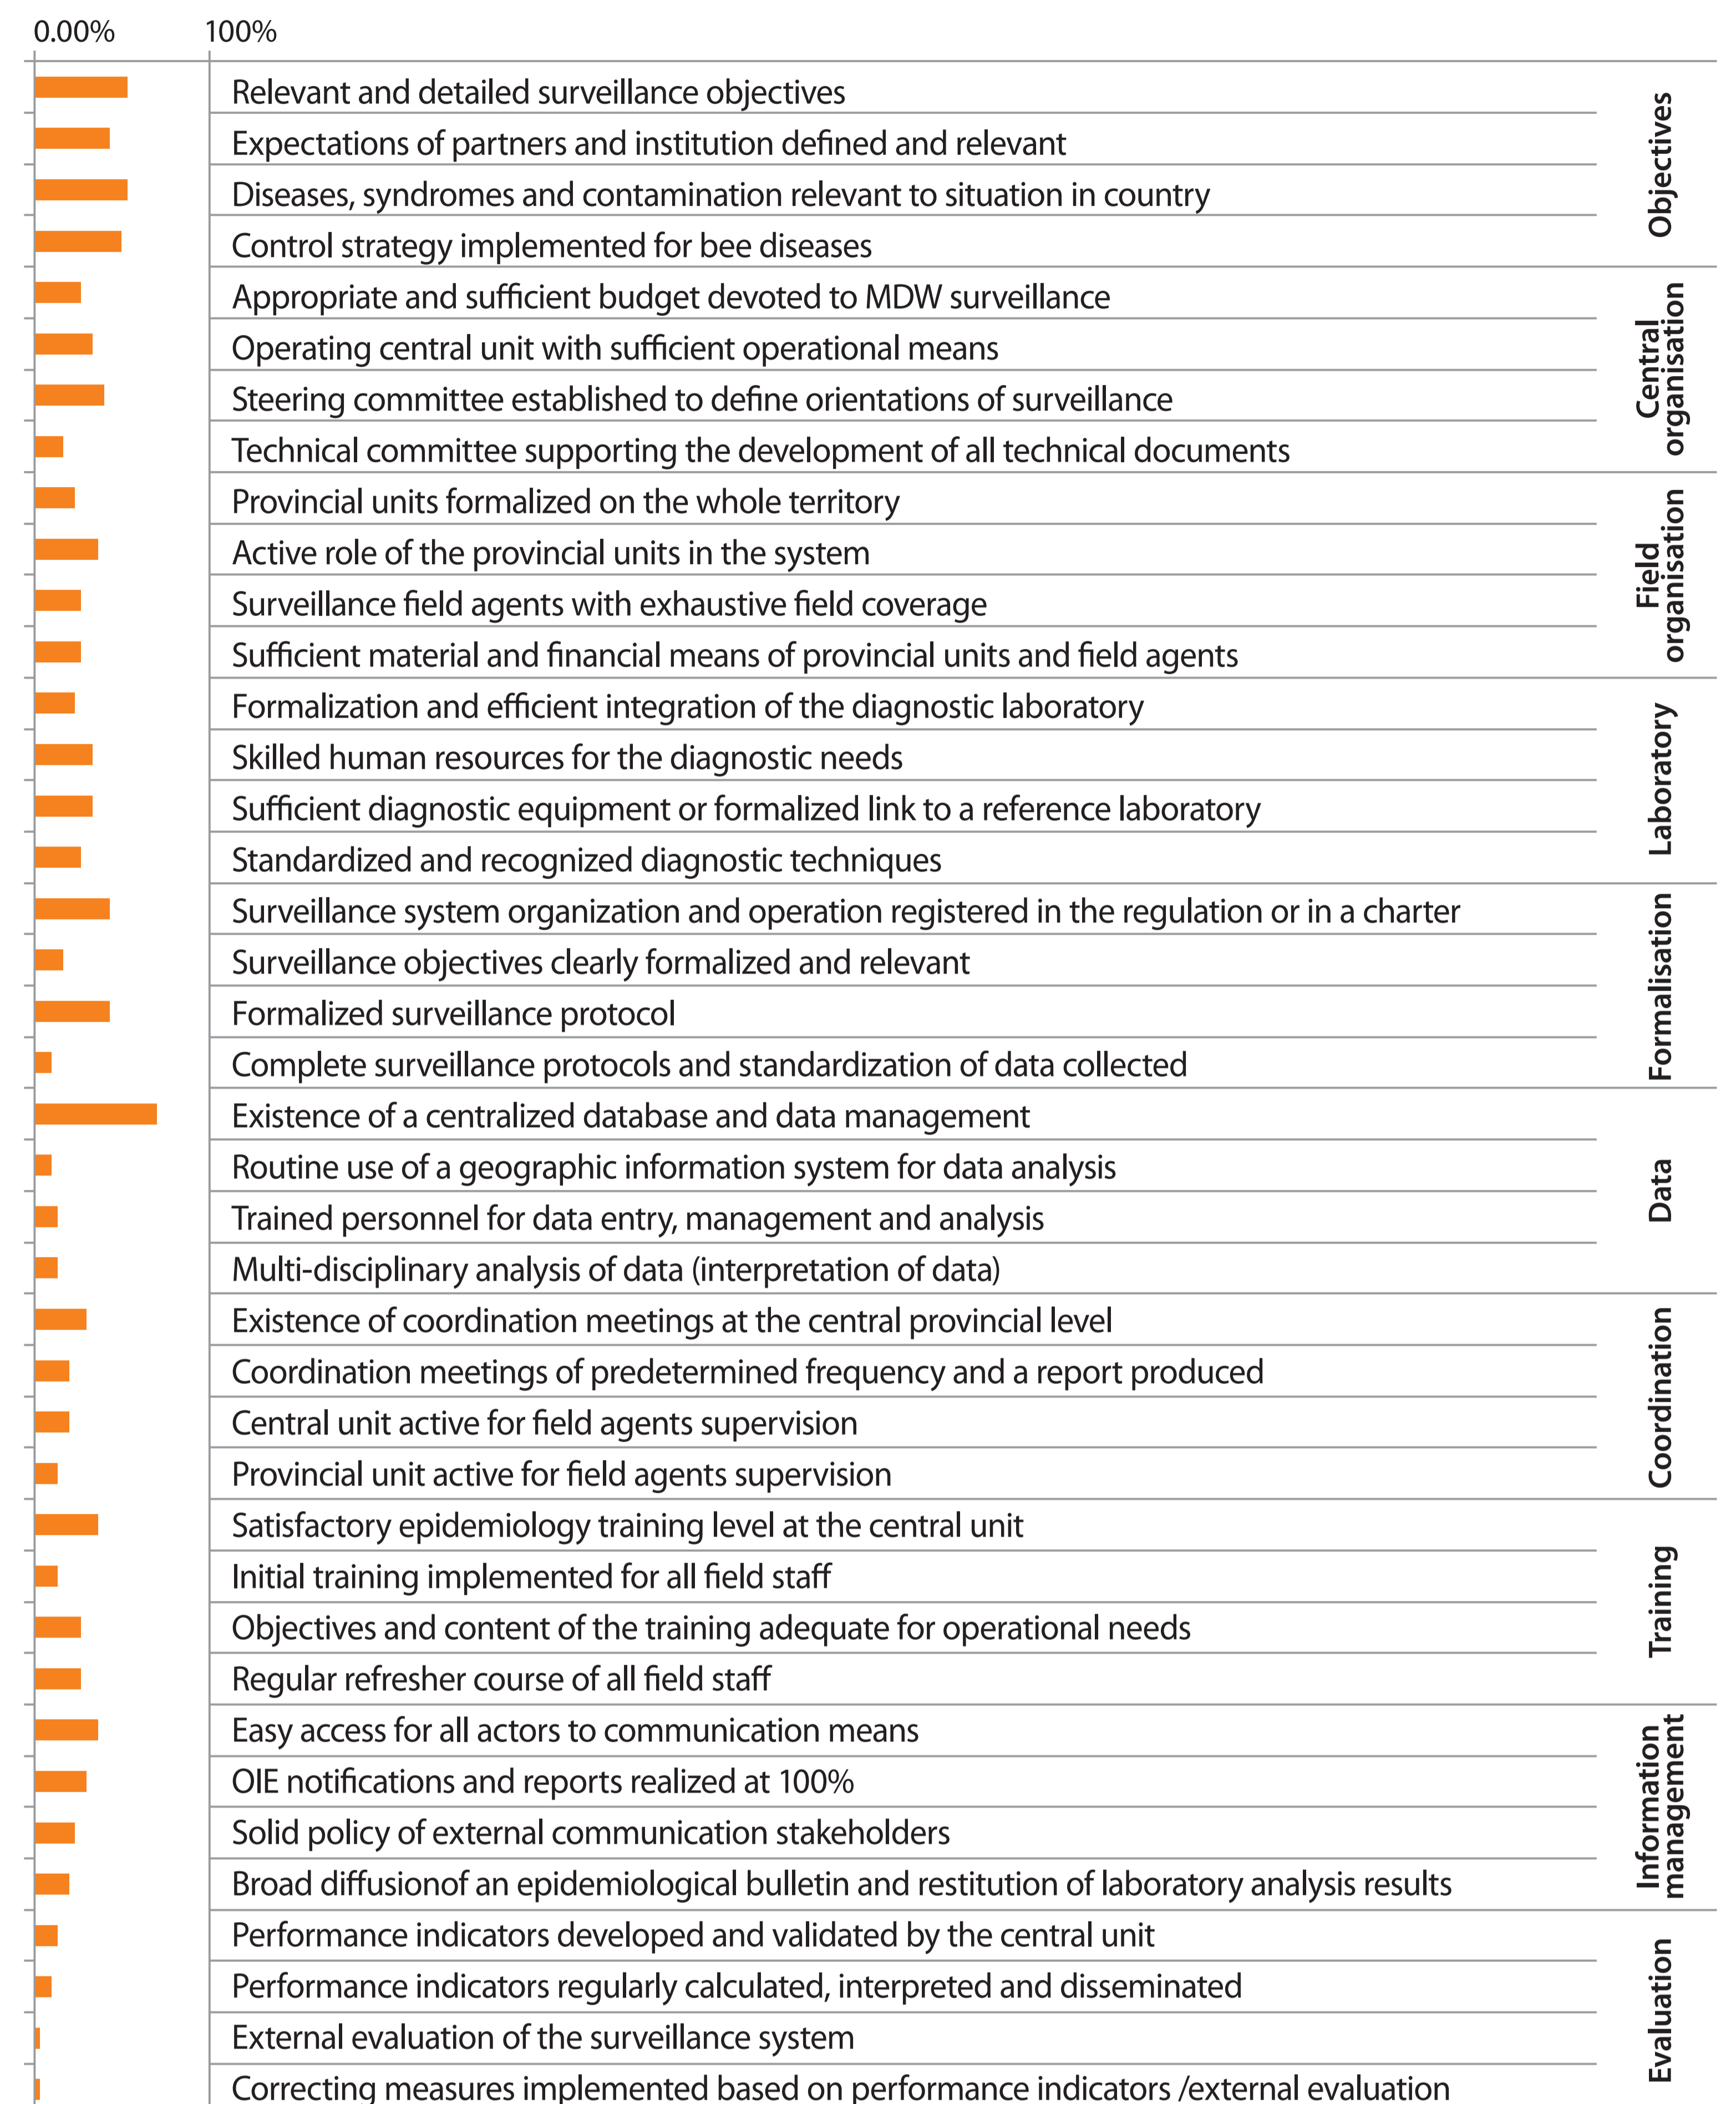 0.00% 100%
Relevant and detailed surveillance objectives
Expectations of partners and institution defined and relevant
Diseases, syndromes and contamination relevant to situation in country
Control strategy implemented for bee diseases
Objectives
Appropriate and sufficient budget devoted to MDW surveillance
Operating central unit with sufficient operational means
Steering committee established to define orientations of surveillance
Technical committee supporting the development of all technical documents
Central
organisation
Provincial units formalized on the whole territory
Active role of the provincial units in the system
Surveillance field agents with exhaustive field coverage
Sufficient material and financial means of provincial units and field agents
Field
organisation
Formalization and efficient integration of the diagnostic laboratory
Skilled human resources for the diagnostic needs
Sufficient diagnostic equipment or formalized link to a reference laboratory
Standardized and recognized diagnostic techniques
Laboratory
Surveillance system organization and operation registered in the regulation or in a charter
Surveillance objectives clearly formalized and relevant
Formalized surveillance protocol
Complete surveillance protocols and standardization of data collected
Formalisation
Existence of a centralized database and data management
Routine use of a geographic information system for data analysis
Trained personnel for data entry, management and analysis
Multi-disciplinary analysis of data (interpretation of data)
Data
Existence of coordination meetings at the central provincial level
Coordination meetings of predetermined frequency and a report produced
Central unit active for field agents supervision
Provincial unit active for field agents supervision
Coordination
Satisfactory epidemiology training level at the central unit
Initial training implemented for all field staff
Objectives and content of the training adequate for operational needs
Regular refresher course of all field staff
Training
Easy access for all actors to communication means
OIE notifications and reports realized at 100%
Solid policy of external communication stakeholders
Broad diffusionof an epidemiological bulletin and restitution of laboratory analysis results
Information
management
Performance indicators developed and validated by the central unit
Performance indicators regularly calculated, interpreted and disseminated
External evaluation of the surveillance system
Correcting measures implemented based on performance indicators /external evaluation
Evaluation